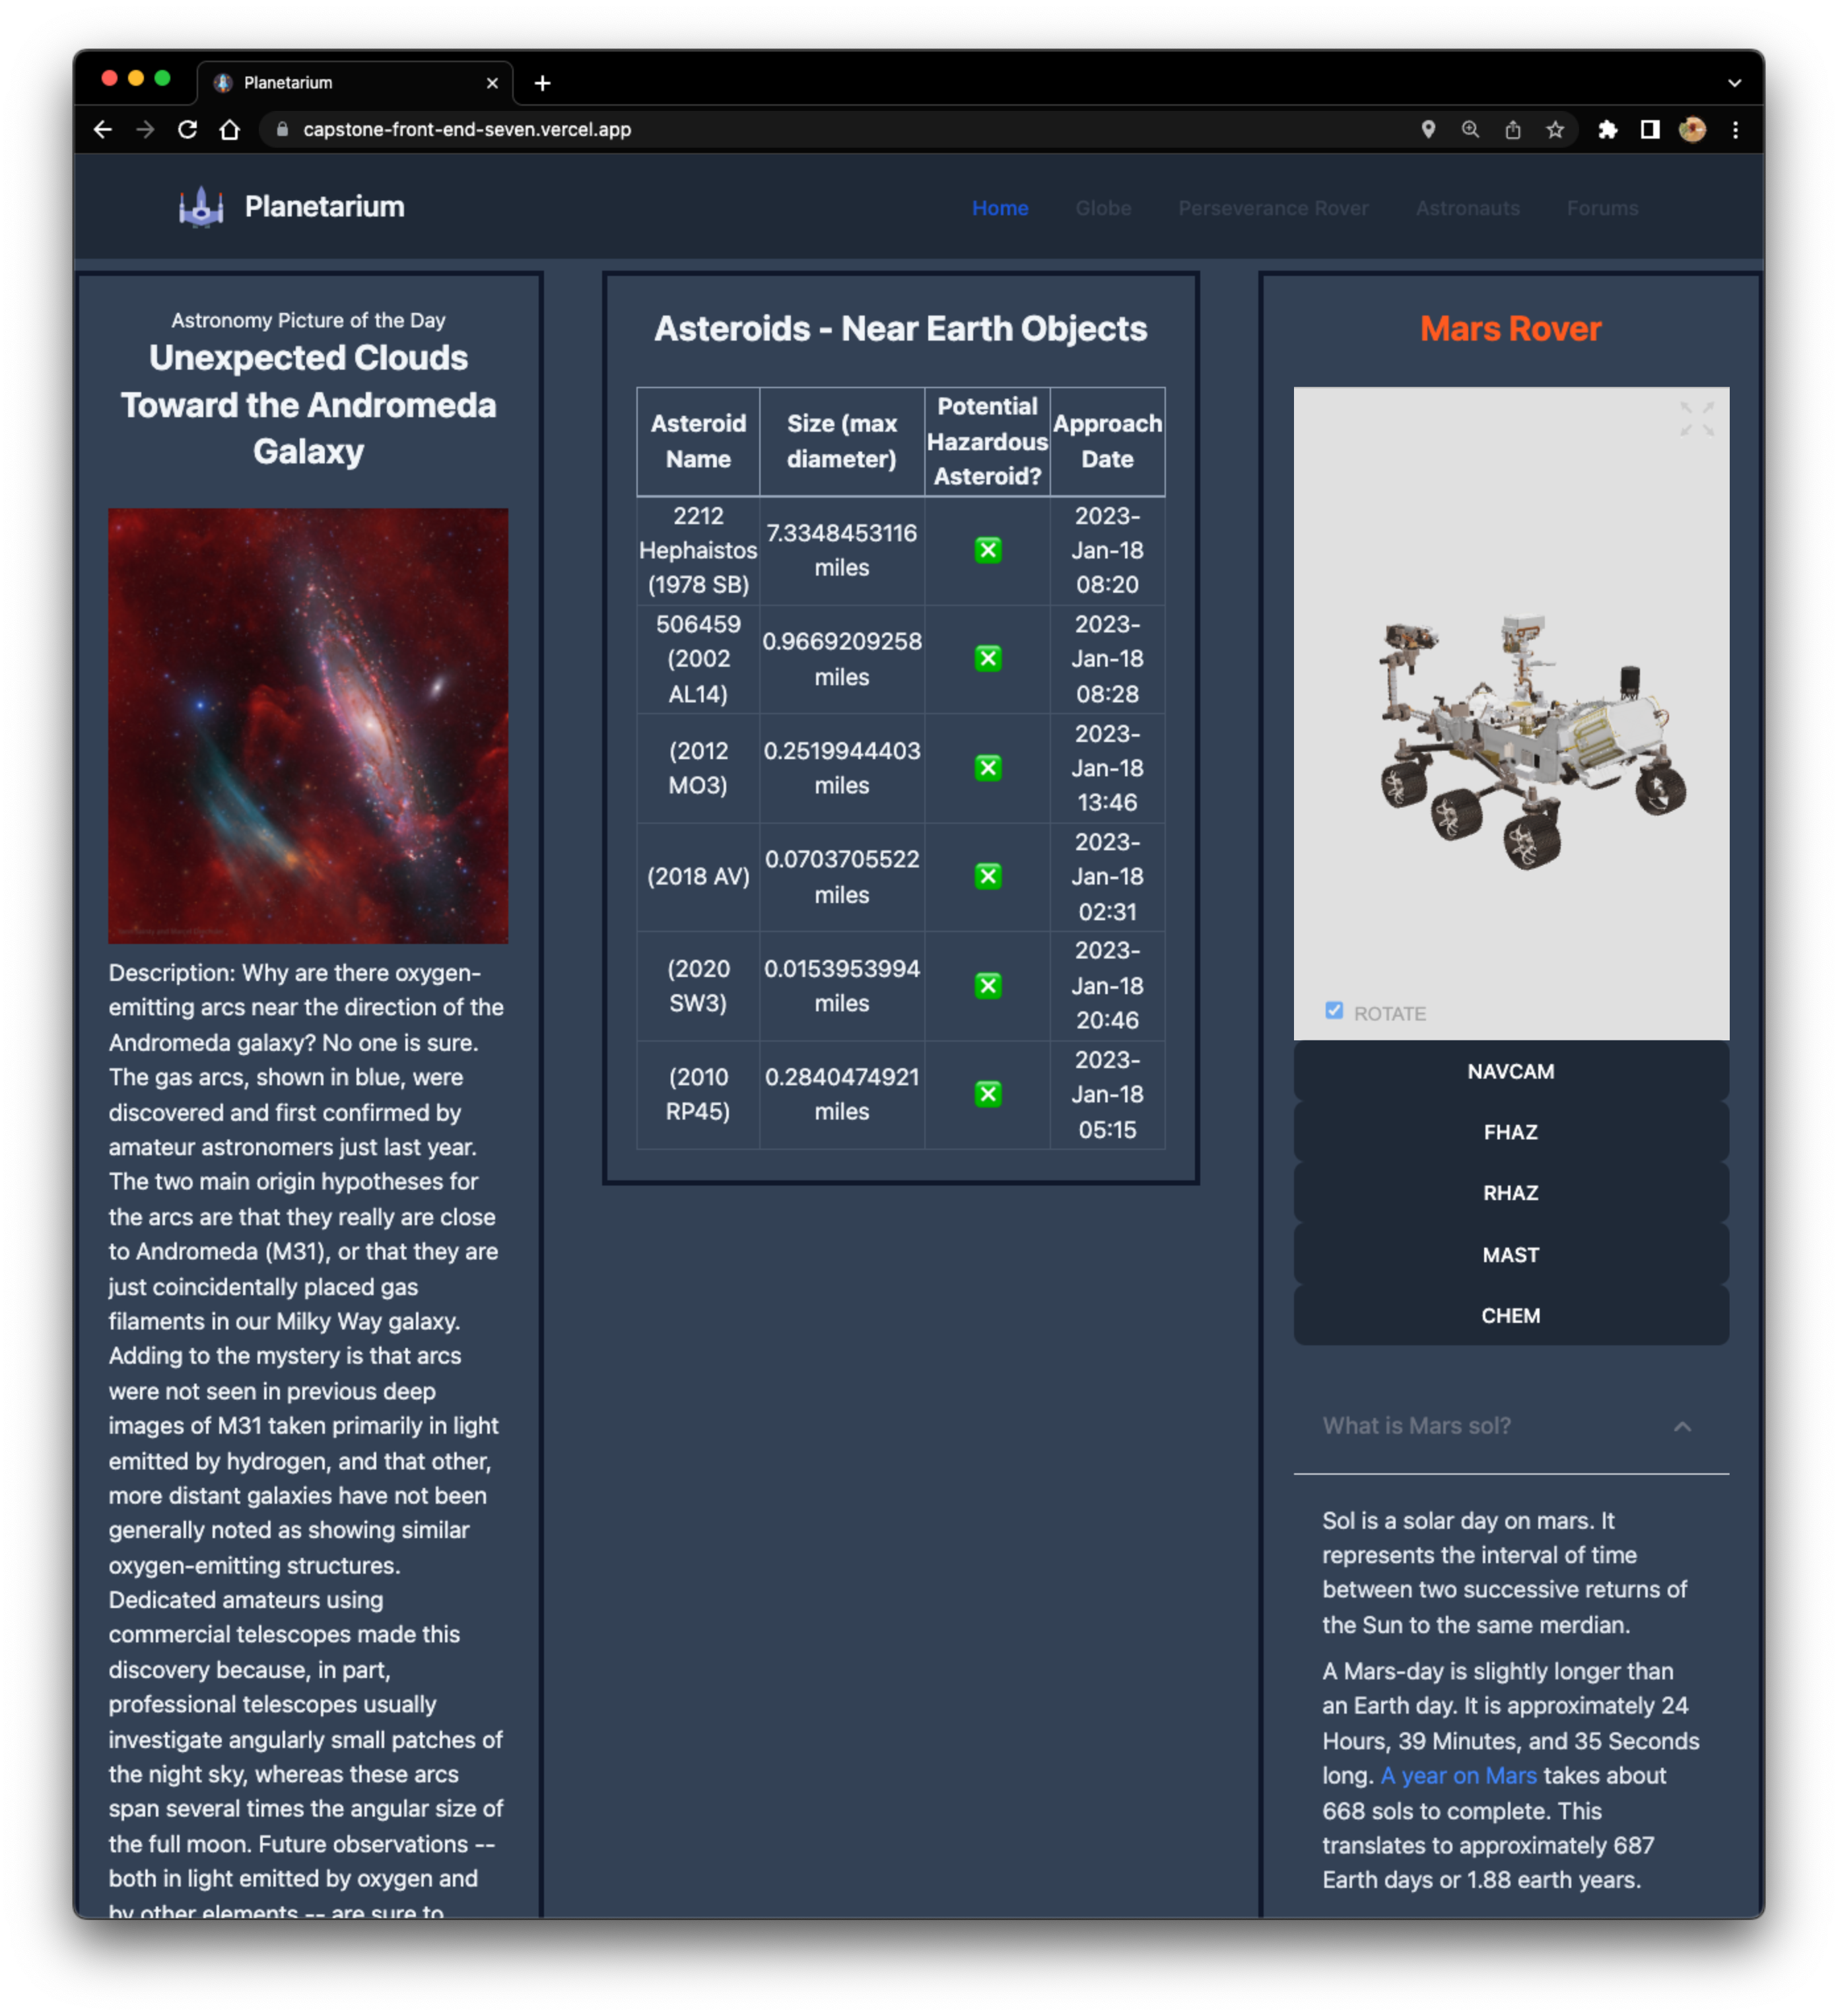 Planetarium
capstone-front-end-seven.vercel.app
Planetarium
Home Globe Perseverance Rover Astronauts Forums
Astronomy Picture of the Day
Unexpected Clouds
Toward the Andromeda
Galaxy
Description: Why are there oxygen-
emitting arcs near the direction of the
Andromeda galaxy? No one is sure.
The gas arcs, shown in blue, were
discovered and first confirmed by
amateur astronomers just last year.
The two main origin hypotheses for
the arcs are that they really are close
to Andromeda (M31), or that they are
just coincidentally placed gas
filaments in our Milky Way galaxy.
Adding to the mystery is that arcs
were not seen in previous deep
images of M31 taken primarily in light
emitted by hydrogen, and that other,
more distant galaxies have not been
generally noted as showing similar
oxygen-emitting structures.
Dedicated amateurs using
commercial telescopes made this
discovery because, in part,
professional telescopes usually
investigate angularly small patches of
the night sky, whereas these arcs
span several times the angular size of
the full moon. Future observations --
both in light emitted by oxygen and
by other elements -- are sure to
Asteroids - Near Earth Objects
Asteroid
Name
Size (max
diameter)
Potential
Hazardous
Asteroid?
Approach
Date
2212
Hephaistos
(1978 SB)
7.3348453116
miles
2023-
Jan-18
08:20
506459
(2002
AL14)
0.9669209258
miles
2023-
Jan-18
08:28
(2012
MO3)
0.2519944403
miles
2023-
Jan-18
13:46
(2018 AV)
0.0703705522
miles
2023-
Jan-18
02:31
(2020
SW3)
0.0153953994
miles
2023-
Jan-18
20:46
(2010
RP45)
0.2840474921
miles
2023-
Jan-18
05:15
Mars Rover
ROTATE
NAVCAM
FHAZ
RHAZ
MAST
CHEM
What is Mars sol?
Sol is a solar day on mars. It
represents the interval of time
between two successive returns of
the Sun to the same merdian.
A Mars-day is slightly longer than
an Earth day. It is approximately 24
Hours, 39 Minutes, and 35 Seconds
long. A year on Mars takes about
668 sols to complete. This
translates to approximately 687
Earth days or 1.88 earth years.